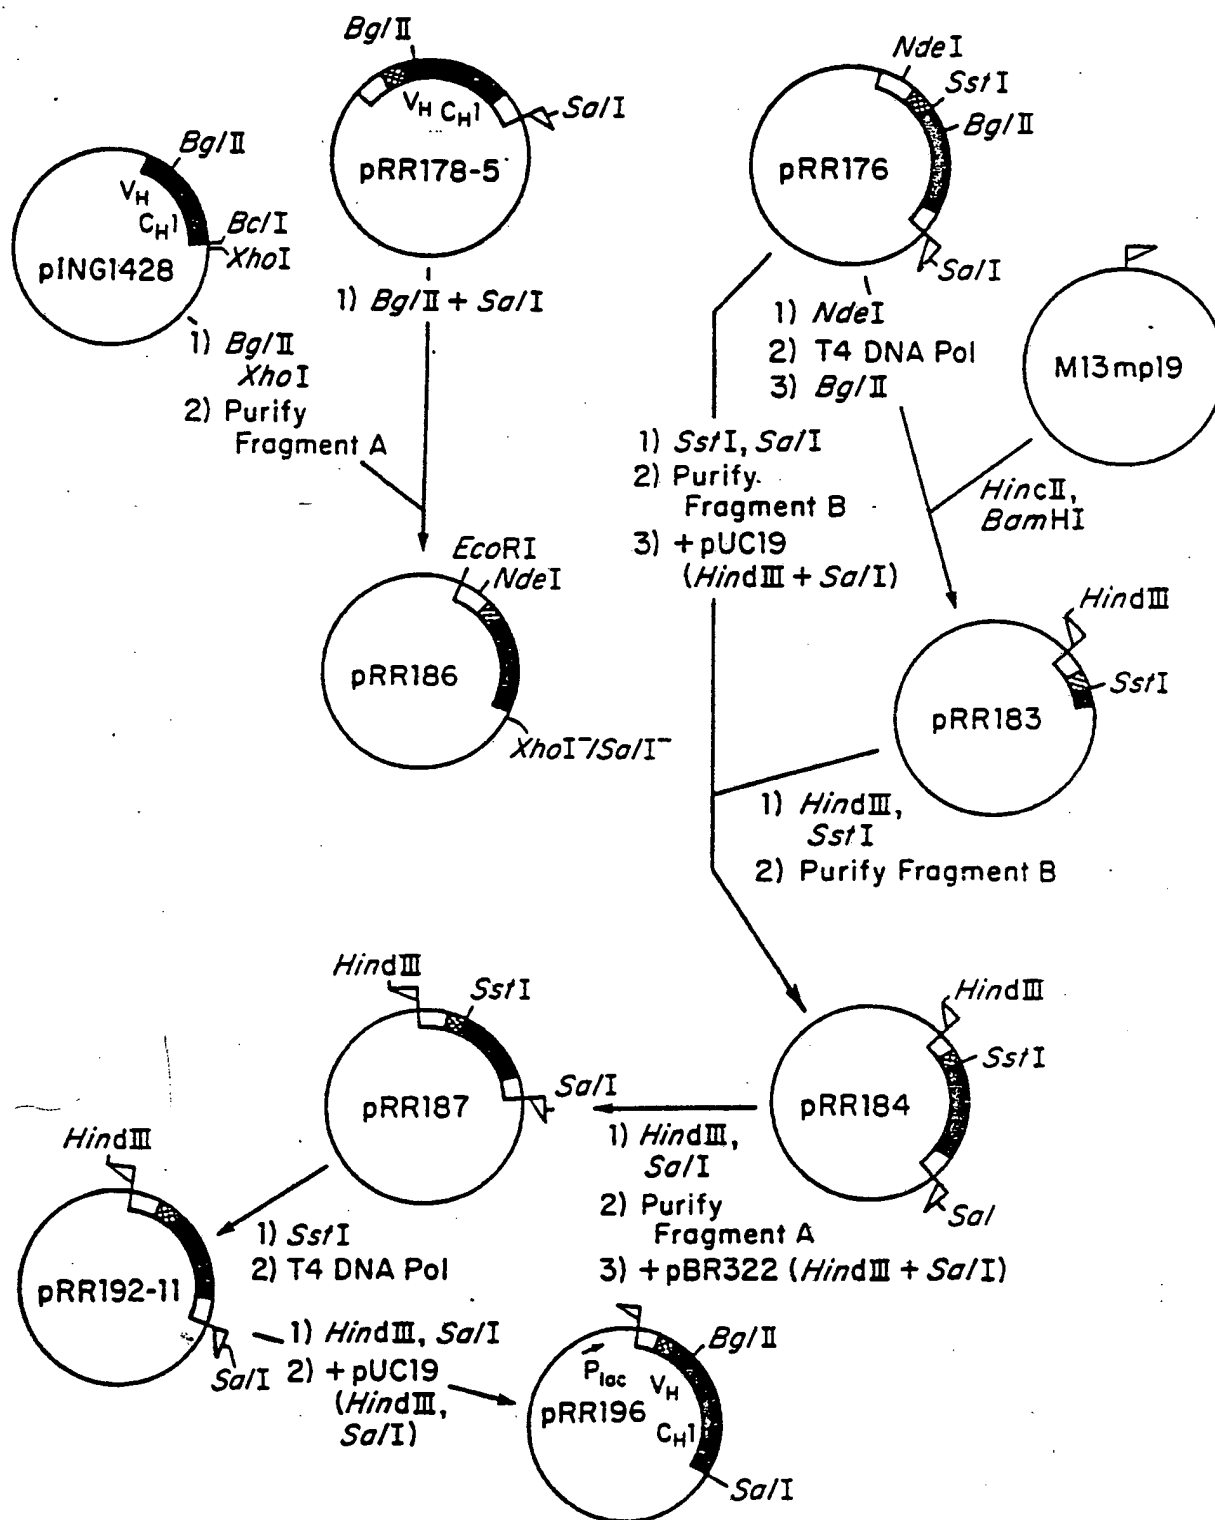 BglII
VH CH1
SalI
pRR178-5
BglII
VH
CH1
BclI
XhoI
pING1428
1) BglII + SalI
1) BglII
XhoI
2) Purify
Fragment A
EcoRI
NdeI
pRR186
XhoI⁻/SalI⁻
NdeI
SstI
BglII
pRR176
SalI
1) NdeI
2) T4 DNA Pol
3) BglII
M13mp19
1) SstI, SalI
2) Purify
Fragment B
3) +pUC19
(HindIII + SalI)
HincII,
BamHI
HindIII
SstI
pRR183
1) HindIII,
SstI
2) Purify Fragment B
HindIII
SstI
pRR184
Sal
HindIII
SstI
SalI
pRR187
1) HindIII,
SalI
2) Purify
Fragment A
3) +pBR322 (HindIII + SalI)
HindIII
1) SstI
2) T4 DNA Pol
pRR192-11
SalI
1) HindIII, SalI
2) +pUC19
(HindIII,
SalI)
BglII
Plac
VH
pRR196
CH1
SalI